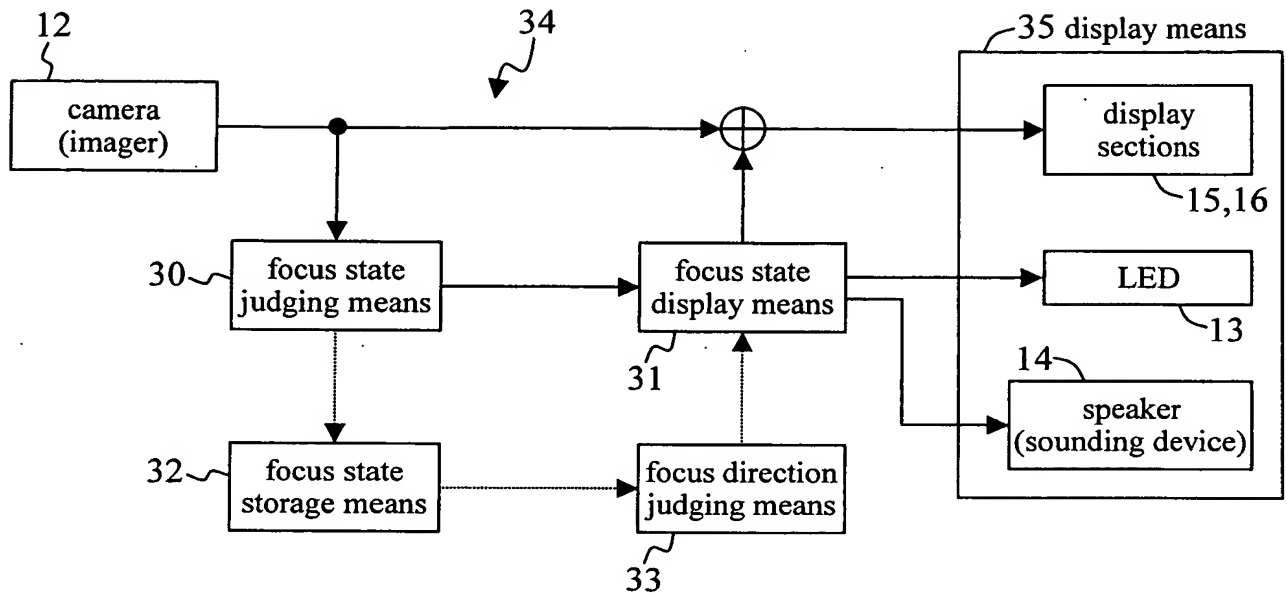 12
34
35 display means
camera
(imager)
display
sections
15,16
30
focus state
judging means
focus state
display means
31
LED
13
14
speaker
(sounding device)
32
focus state
storage means
focus direction
judging means
33